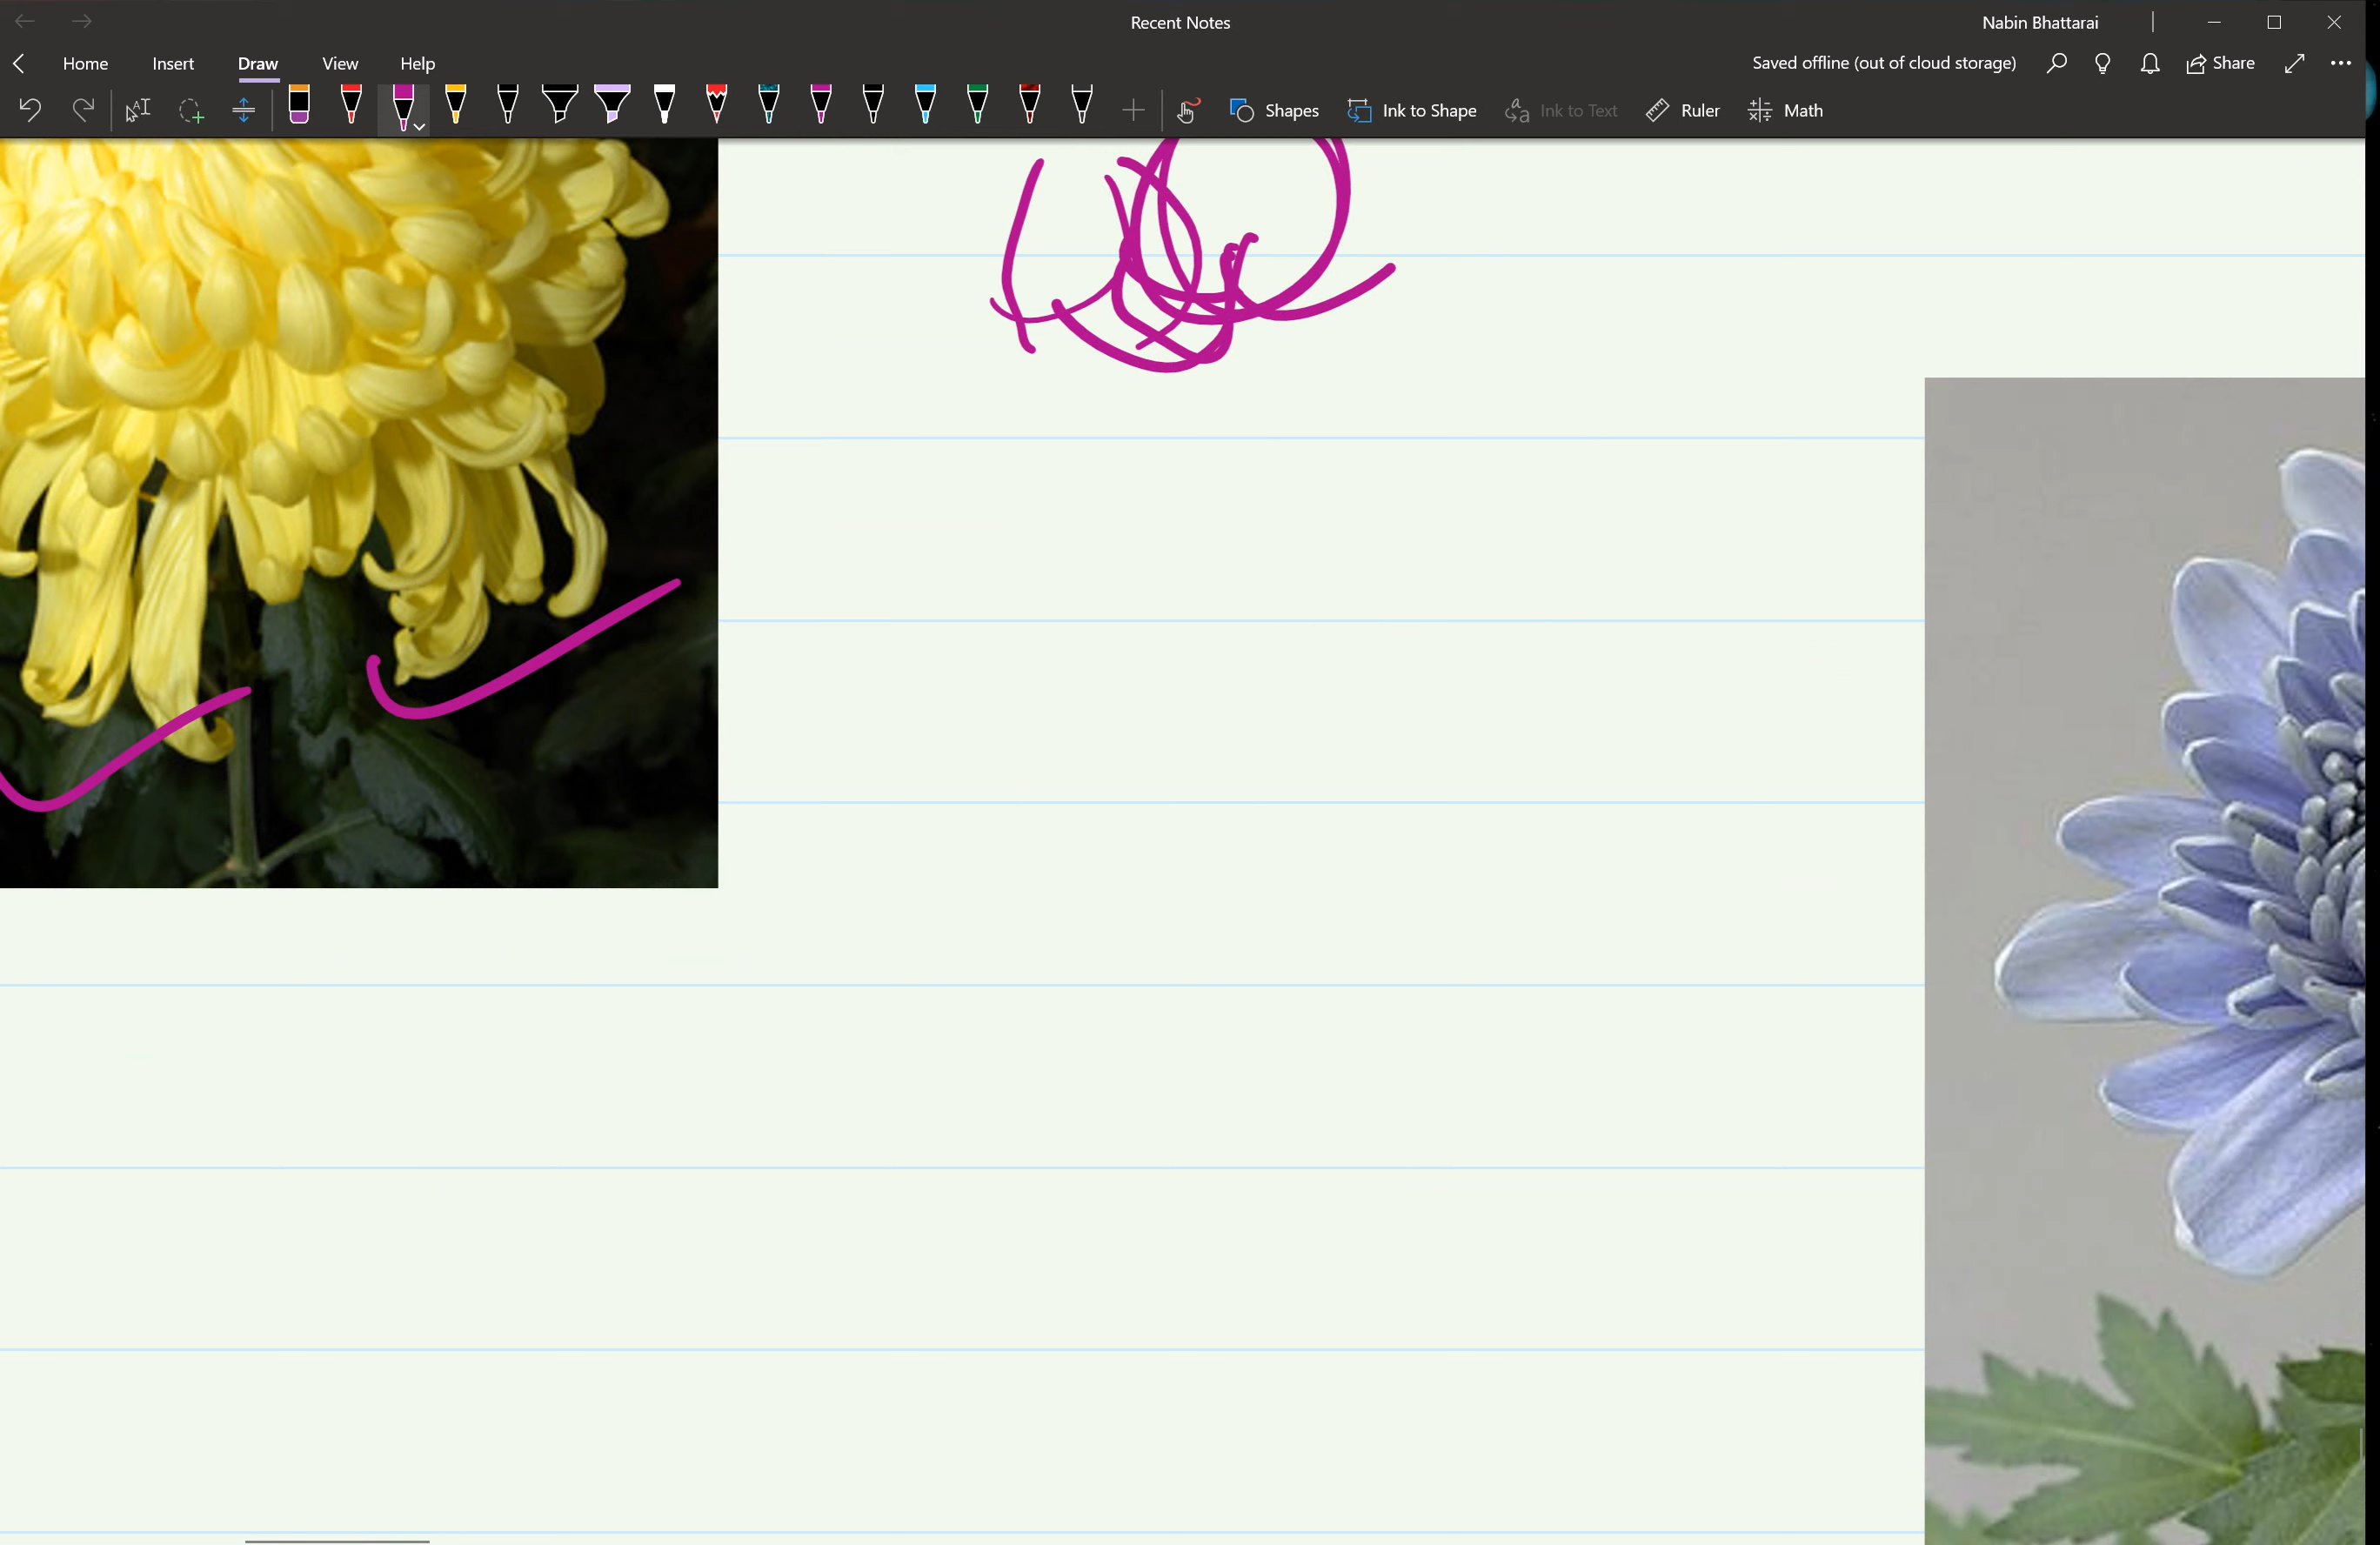 Recent Notes
Nabin Bhattarai
Home Insert Draw View Help
Saved offline (out of cloud storage)
Share
Shapes
Ink to Shape
Ink to Text
Ruler
Math